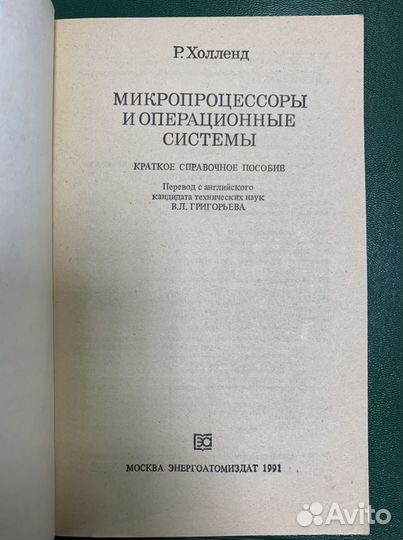 Р. Холленд
МИКРОПРОЦЕССОРЫ
И ОПЕРАЦИОННЫЕ
СИСТЕМЫ
КРАТКОЕ СПРАВОЧНОЕ ПОСОБИЕ
Перевод с английского
кандидата технических наук
В.Л. ГРИГОРЬЕВА
МОСКВА ЭНЕРГОАТОМИЗДАТ 1991
Avito